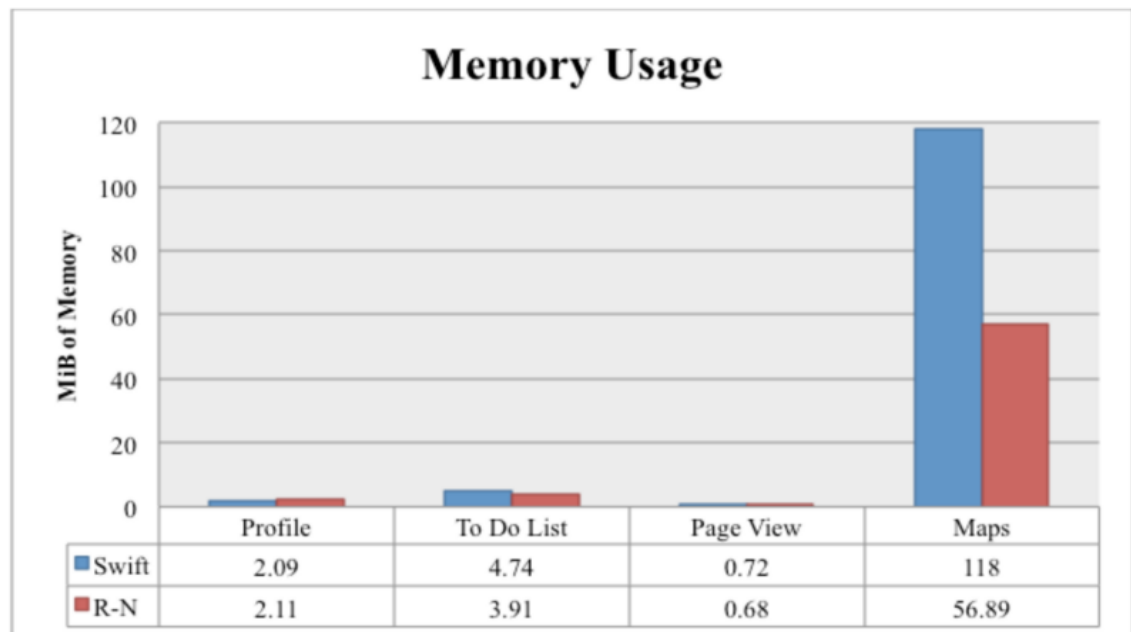 Memory Usage
MiB of Memory
120
100
80
60
40
20
0
Profile To Do List Page View Maps
Swift 2.09 4.74 0.72 118
R-N 2.11 3.91 0.68 56.89